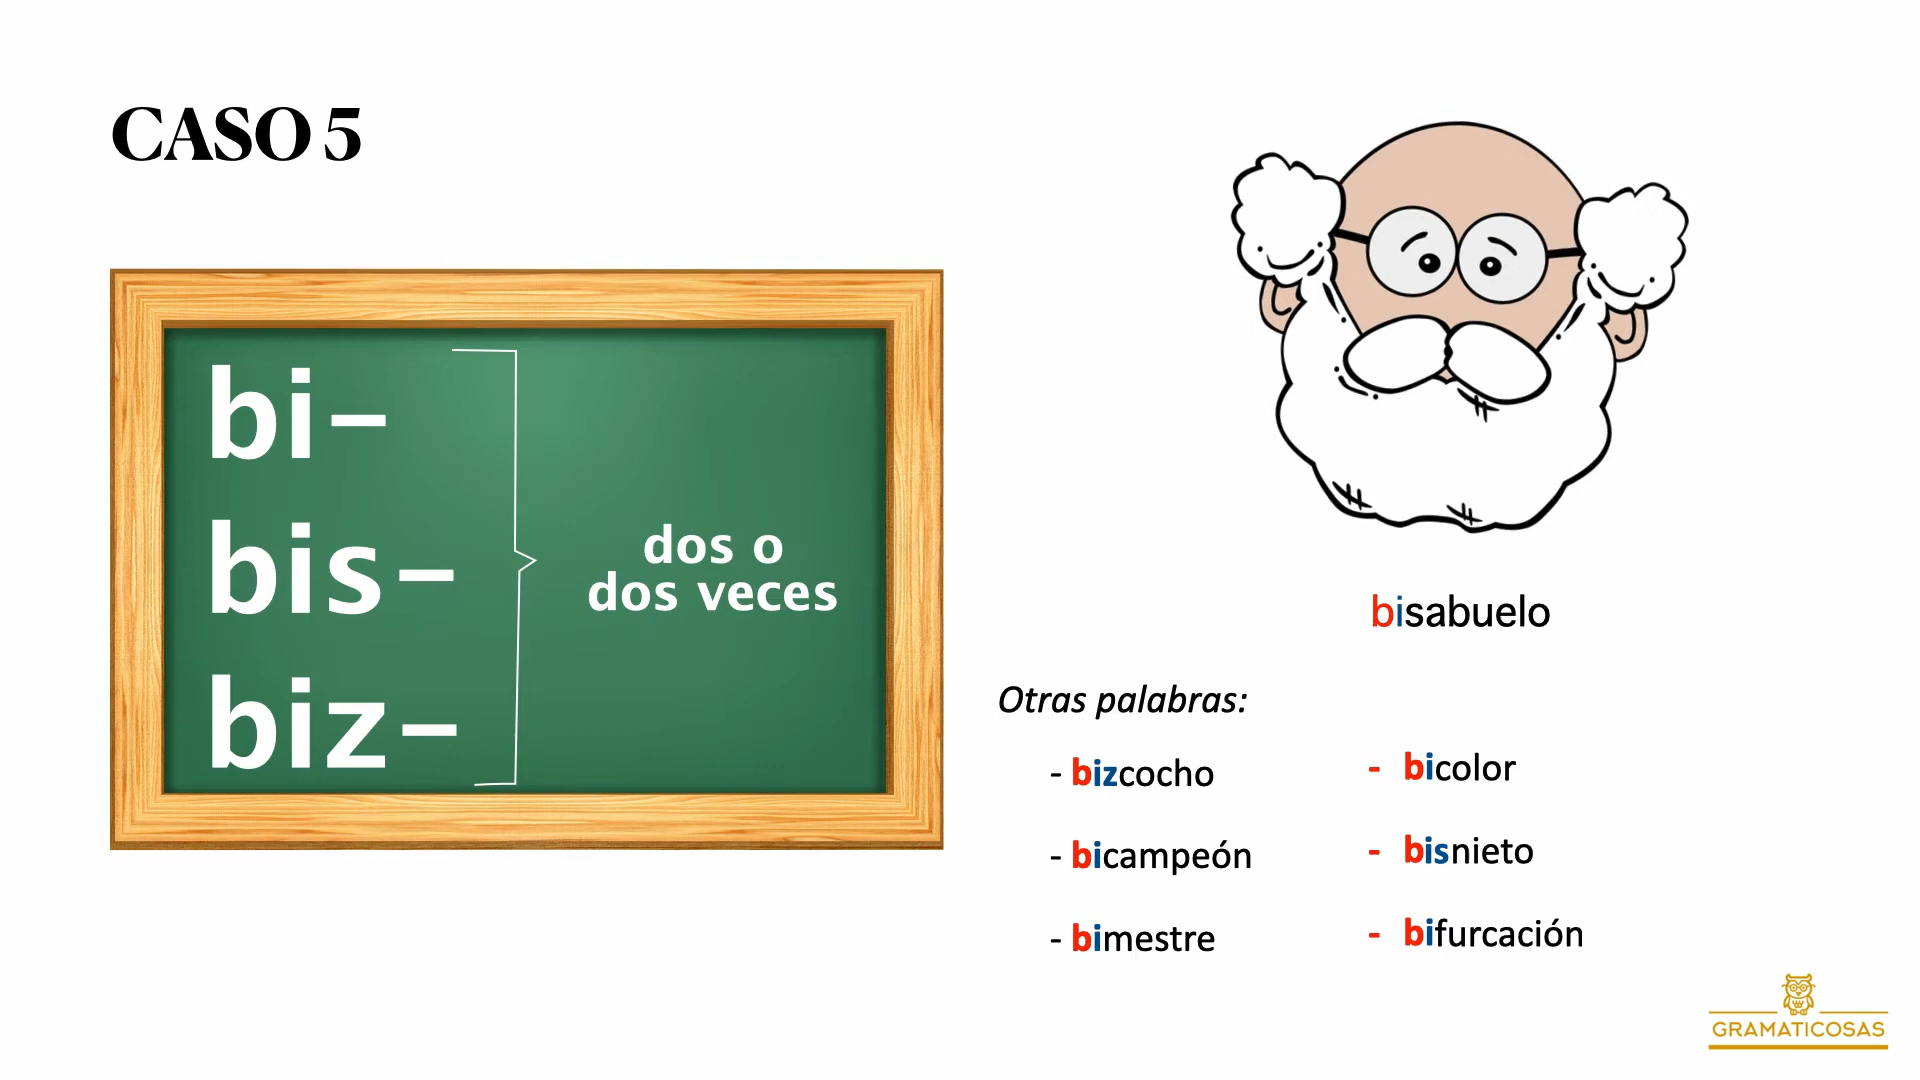 CASO 5
bi-
bis-
biz-
dos o
dos veces
bisabuelo
Otras palabras:
- bizcocho
- bicampeón
- bimestre
- bicolor
- bisnieto
- bifurcación
GRAMATICOSAS